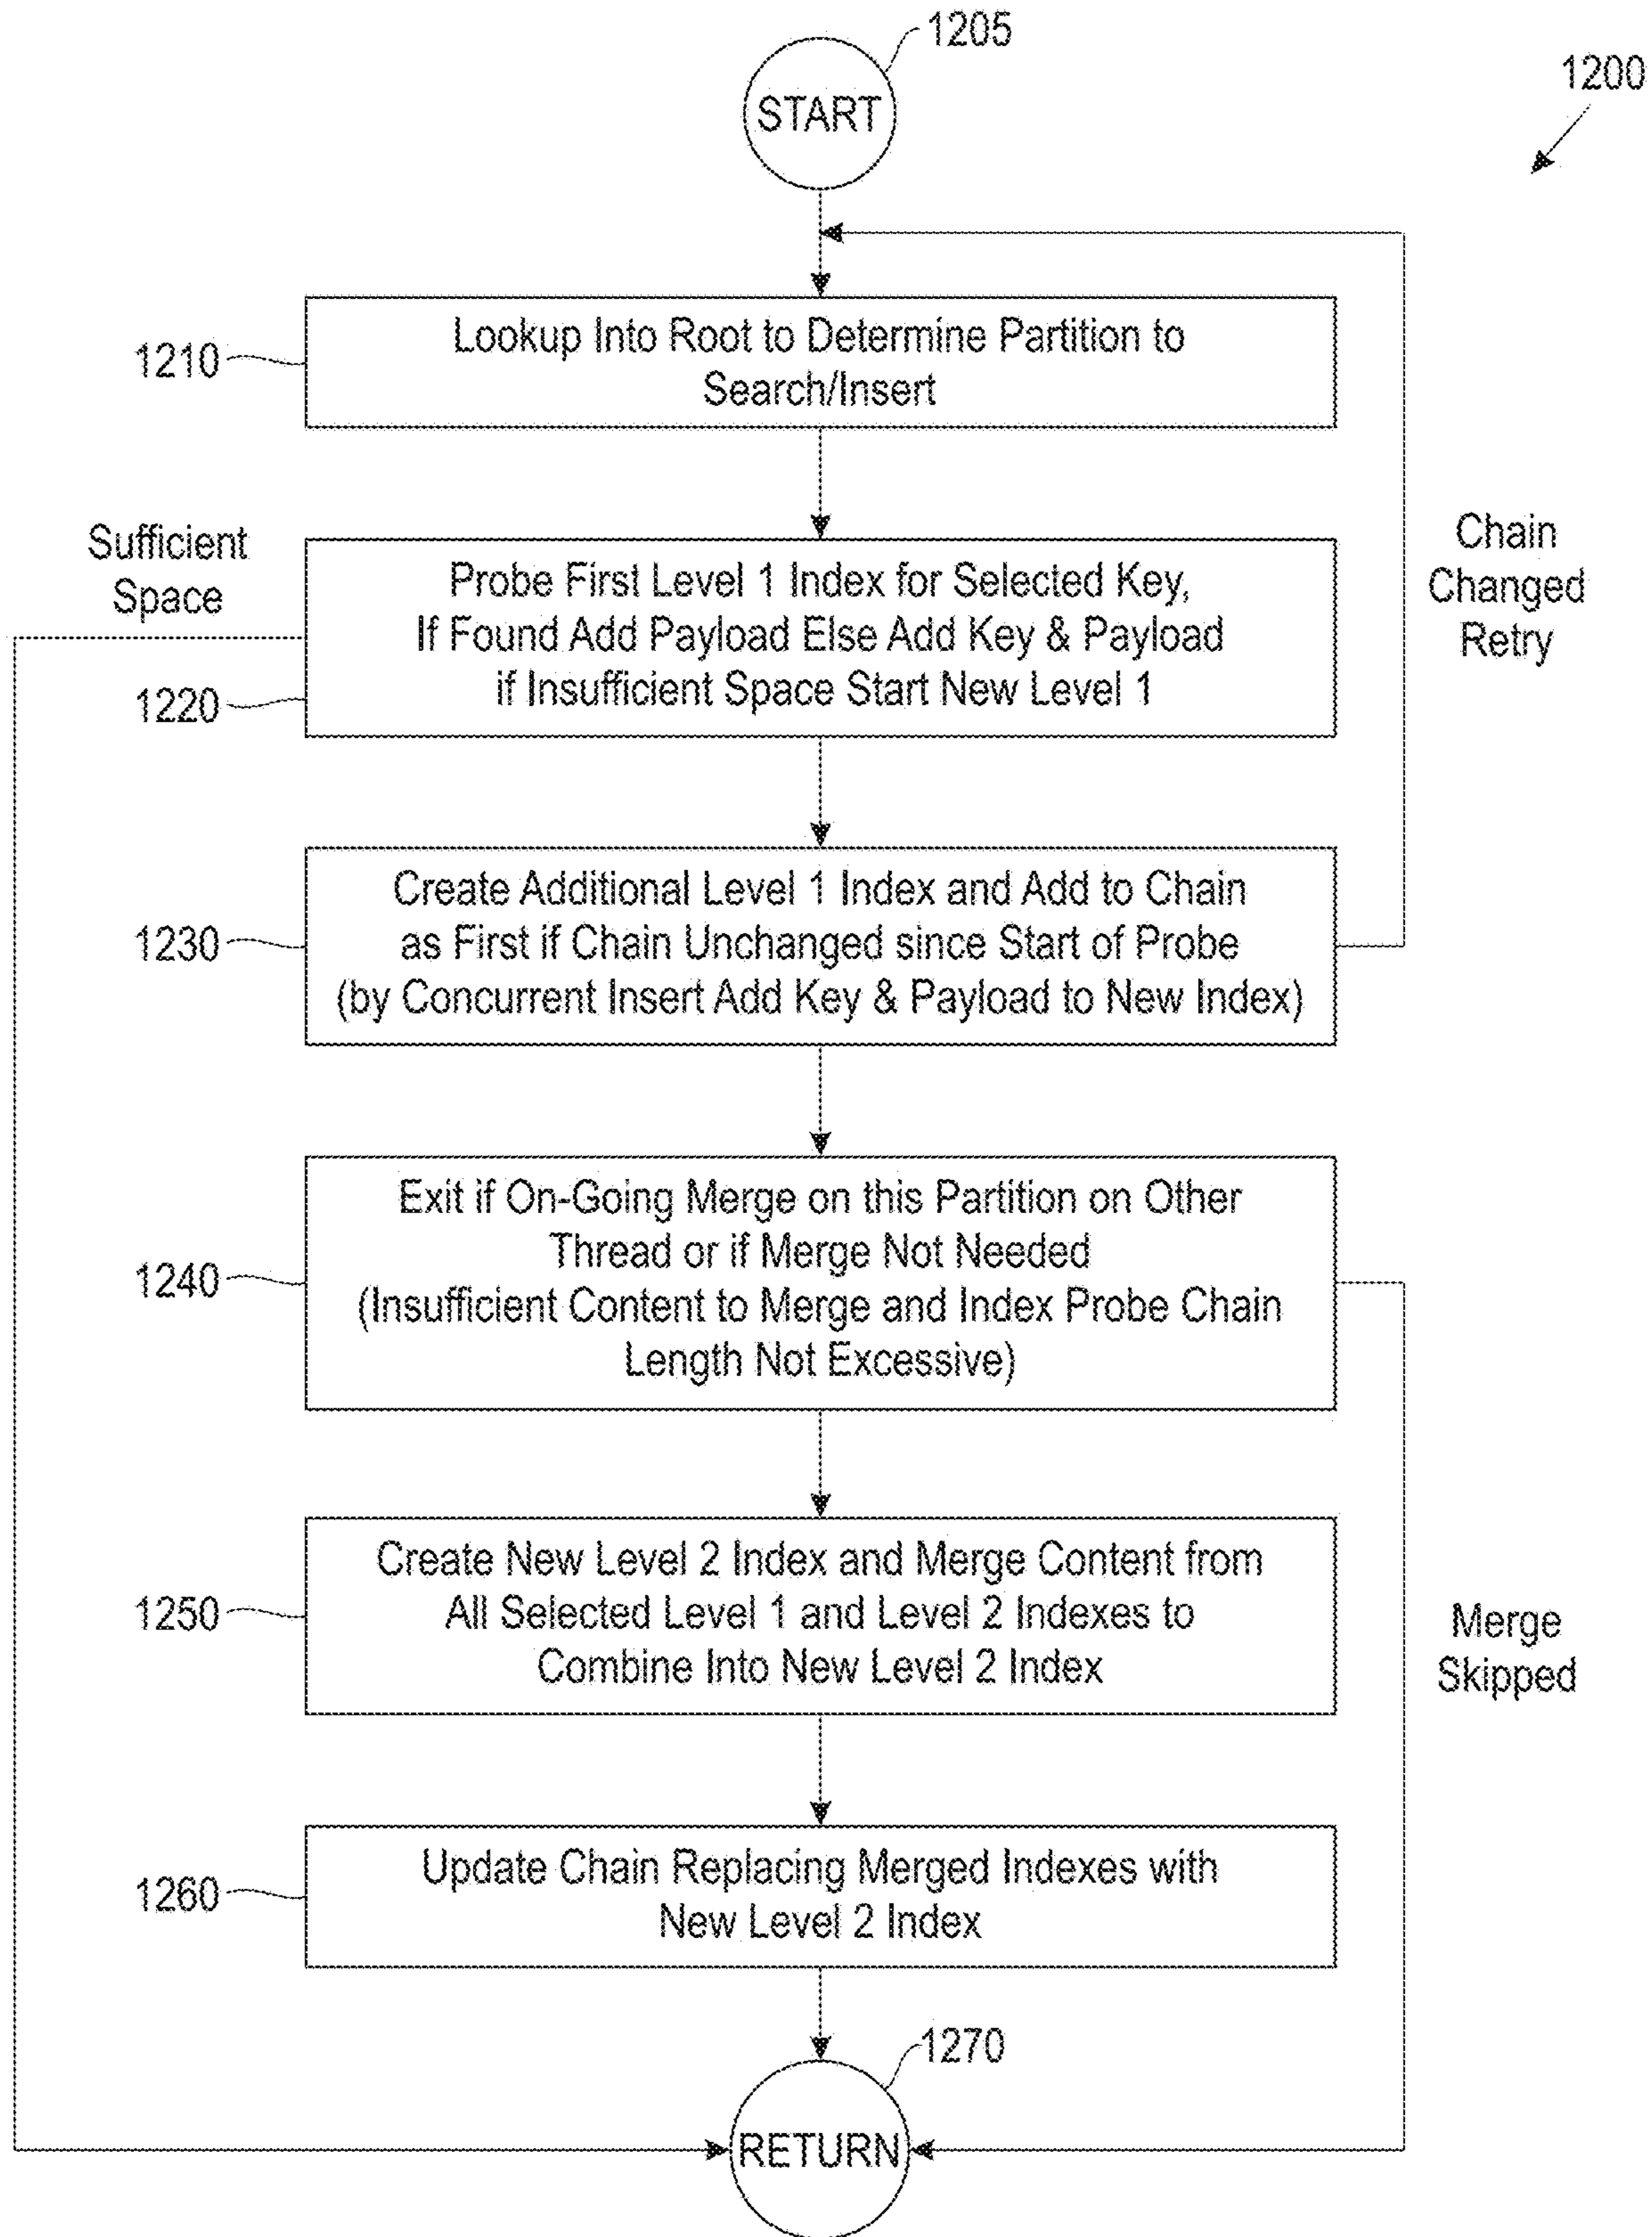 1205
START
1200
1210
Lookup Into Root to Determine Partition to
Search/Insert
Sufficient
Space
1220
Probe First Level 1 Index for Selected Key,
If Found Add Payload Else Add Key & Payload
if Insufficient Space Start New Level 1
Chain
Changed
Retry
1230
Create Additional Level 1 Index and Add to Chain
as First if Chain Unchanged since Start of Probe
(by Concurrent Insert Add Key & Payload to New Index)
1240
Exit if On-Going Merge on this Partition on Other
Thread or if Merge Not Needed
(Insufficient Content to Merge and Index Probe Chain
Length Not Excessive)
1250
Create New Level 2 Index and Merge Content from
All Selected Level 1 and Level 2 Indexes to
Combine Into New Level 2 Index
Merge
Skipped
1260
Update Chain Replacing Merged Indexes with
New Level 2 Index
1270
RETURN